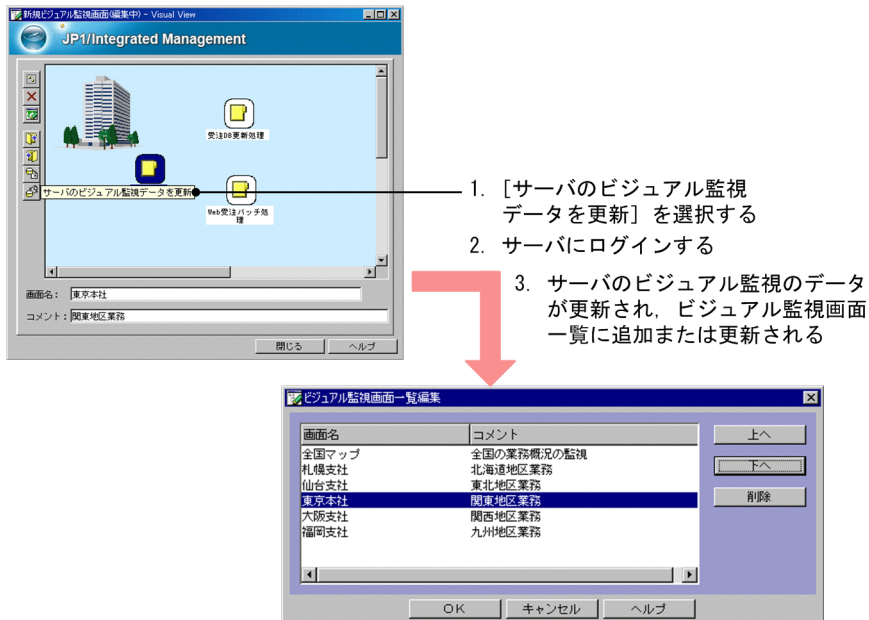 新規ビジュアル監視画面(編集中) - Visual View
JP1/Integrated Management
受注DB更新処理
サーバのビジュアル監視データを更新
Web受注バッチ処
理
画面名: 東京本社
コメント: 関東地区業務
閉じる ヘルプ
1. [サーバのビジュアル監視
データを更新] を選択する
2. サーバにログインする
3. サーバのビジュアル監視のデータ
が更新され,ビジュアル監視画面
一覧に追加または更新される
ビジュアル監視画面一覧編集
画面名 コメント
全国マップ 全国の業務概況の監視
札幌支社 北海道地区業務
仙台支社 東北地区業務
東京本社 関東地区業務
大阪支社 関西地区業務
福岡支社 九州地区業務
上へ
下へ
削除
OK キャンセル ヘルプ